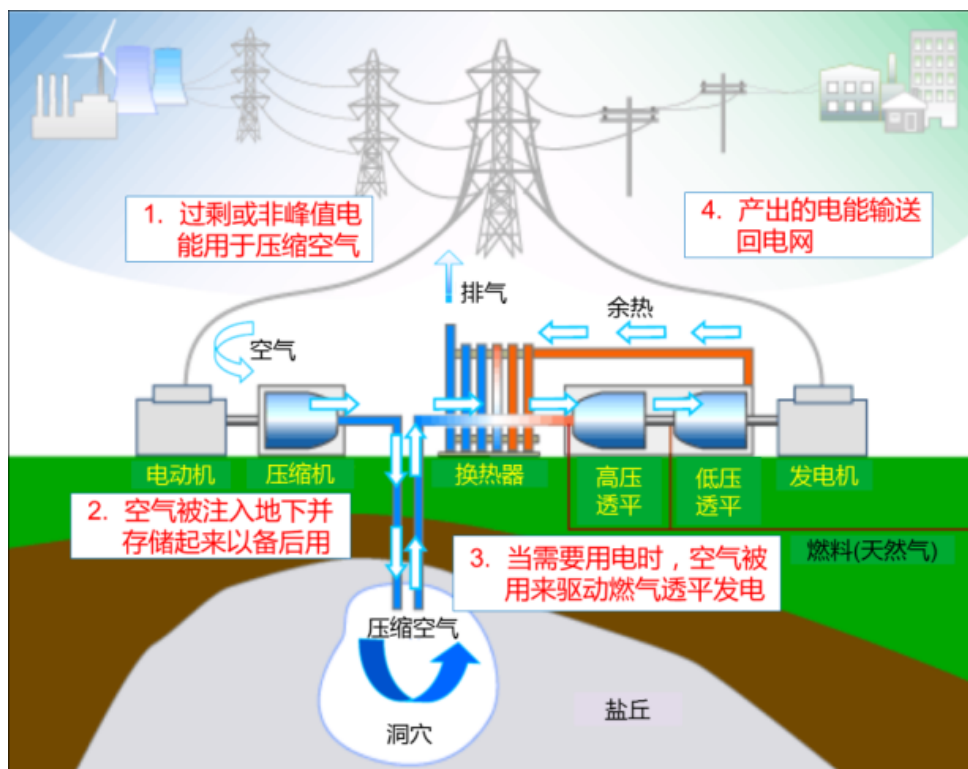 1. 过剩或非峰值电
能用于压缩空气
4. 产出的电能输送
回电网
排气
余热
空气
电动机
压缩机
换热器
高压
透平
低压
透平
发电机
2. 空气被注入地下并
存储起来以备后用
3. 当需要用电时，空气被
用来驱动燃气透平发电
燃料(天然气)
压缩空气
洞穴
盐丘